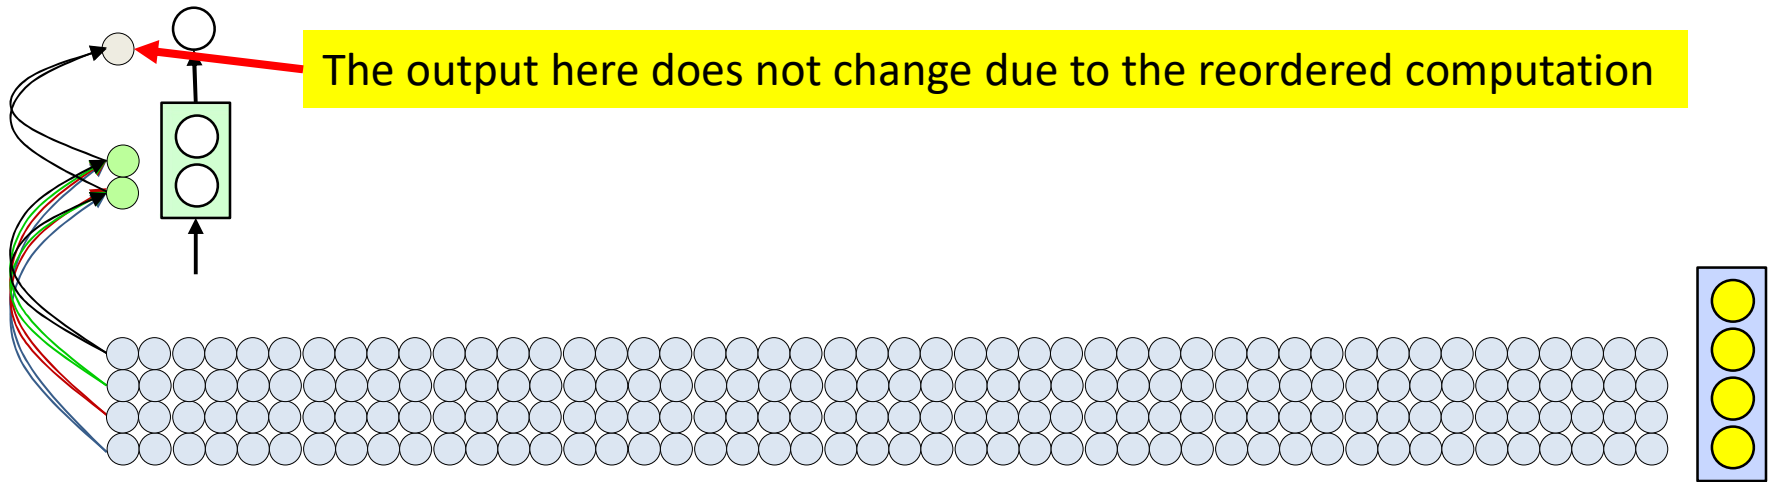 The output here does not change due to the reordered computation